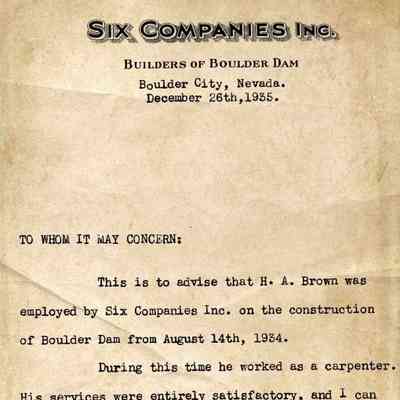 SIX COMPANIES INC.
BUILDERS OF BOULDER DAM
Boulder City, Nevada.
December 26th,1935.
TO WHOM IT MAY CONCERN:
This is to advise that H. A. Brown was
employed by Six Companies Inc. on the construction
of Boulder Dam from August 14th, 1934.
During this time he worked as a carpenter.
His services were entirely satisfactory, and I can